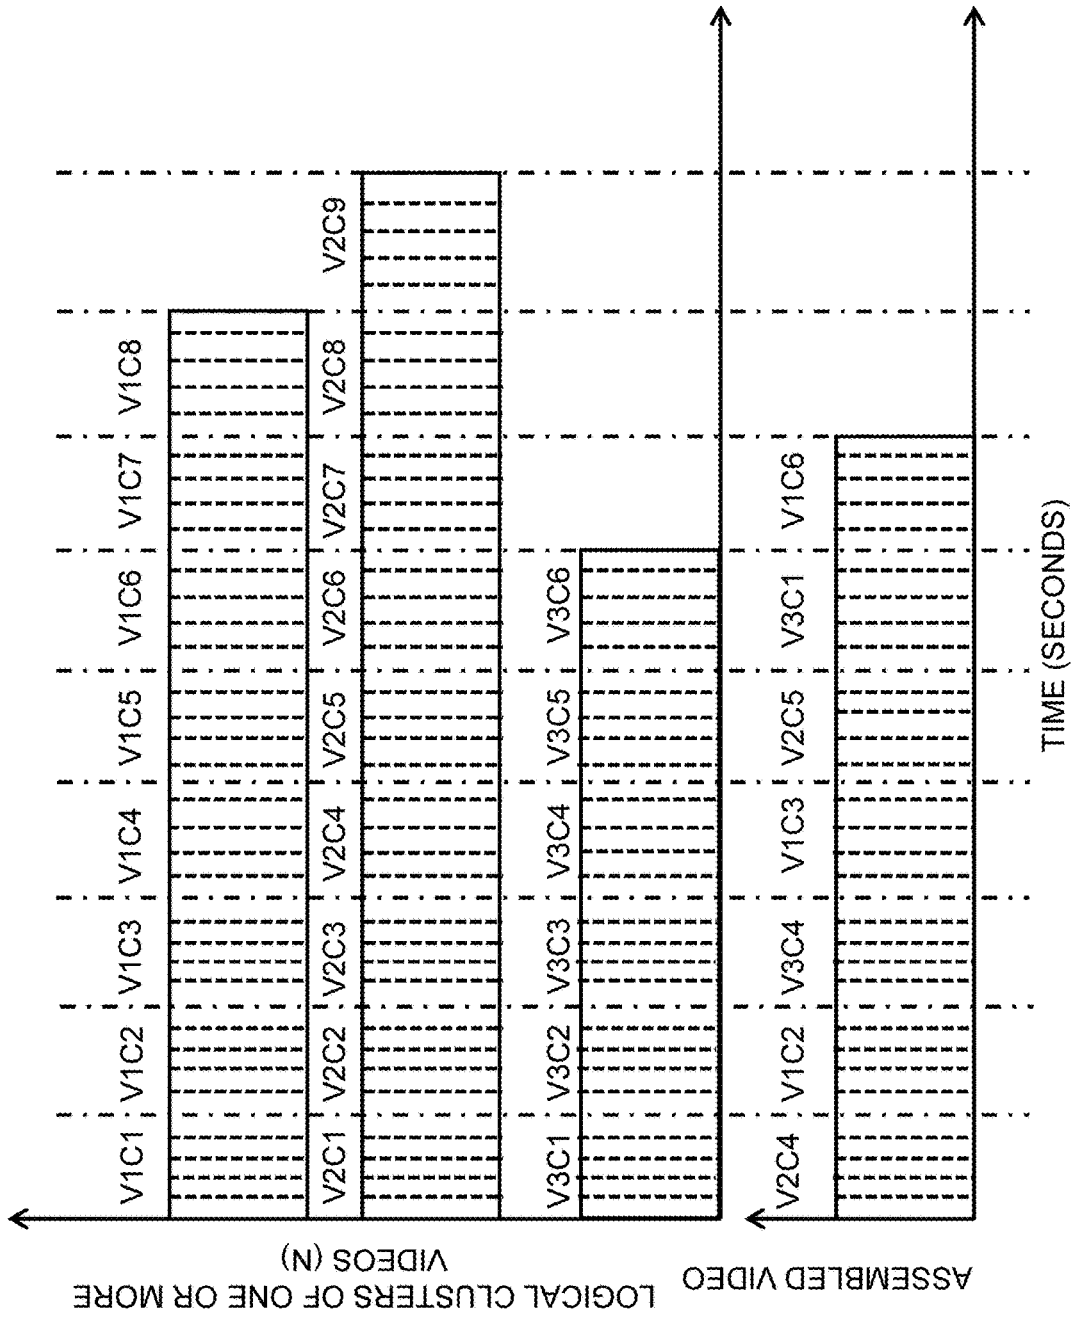 LOGICAL CLUSTERS OF ONE OR MORE
VIDEOS (N)
V1C1 V1C2 V1C3 V1C4 V1C5 V1C6 V1C7 V1C8
V2C1 V2C2 V2C3 V2C4 V2C5 V2C6 V2C7 V2C8 V2C9
V3C1 V3C2 V3C3 V3C4 V3C5 V3C6
ASSEMBLED VIDEO
V2C4 V1C2 V3C4 V1C3 V2C5 V3C1 V1C6
TIME (SECONDS)